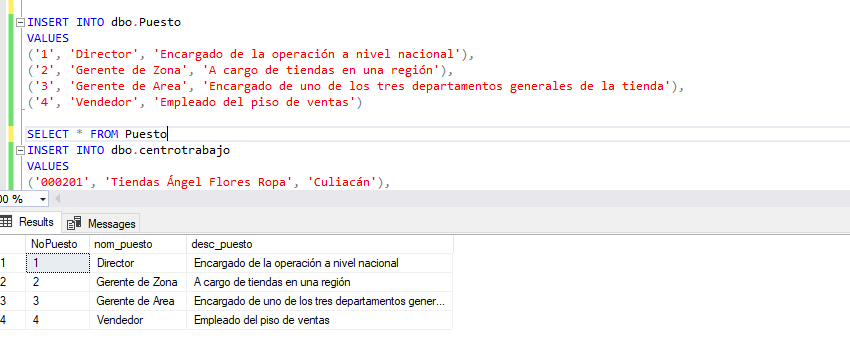 INSERT INTO dbo.Puesto
VALUES
('1', 'Director', 'Encargado de la operación a nivel nacional'),
('2', 'Gerente de Zona', 'A cargo de tiendas en una región'),
('3', 'Gerente de Area', 'Encargado de uno de los tres departamentos generales de la tienda'),
('4', 'Vendedor', 'Empleado del piso de ventas')
SELECT * FROM Puesto
INSERT INTO dbo.centrotrabajo
VALUES
('000201', 'Tiendas Ángel Flores Ropa', 'Culiacán'),
00 %
Results Messages
NoPuesto nom_puesto desc_puesto
1 1 Director Encargado de la operación a nivel nacional
2 2 Gerente de Zona A cargo de tiendas en una región
3 3 Gerente de Area Encargado de uno de los tres departamentos gener...
4 4 Vendedor Empleado del piso de ventas